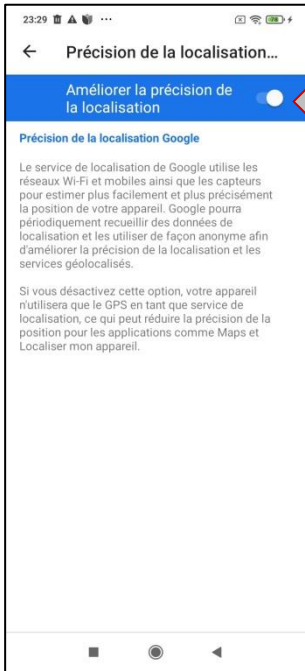 23:29
Précision de la localisation...
Améliorer la précision de
la localisation
Précision de la localisation Google
Le service de localisation de Google utilise les
réseaux Wi-Fi et mobiles ainsi que les capteurs
pour estimer plus facilement et plus précisément
la position de votre appareil. Google pourra
périodiquement recueillir des données de
localisation et les utiliser de façon anonyme afin
d'améliorer la précision de la localisation et les
services géolocalisés.
Si vous désactivez cette option, votre appareil
n'utilisera que le GPS en tant que service de
localisation, ce qui peut réduire la précision de la
position pour les applications comme Maps et
Localiser mon appareil.